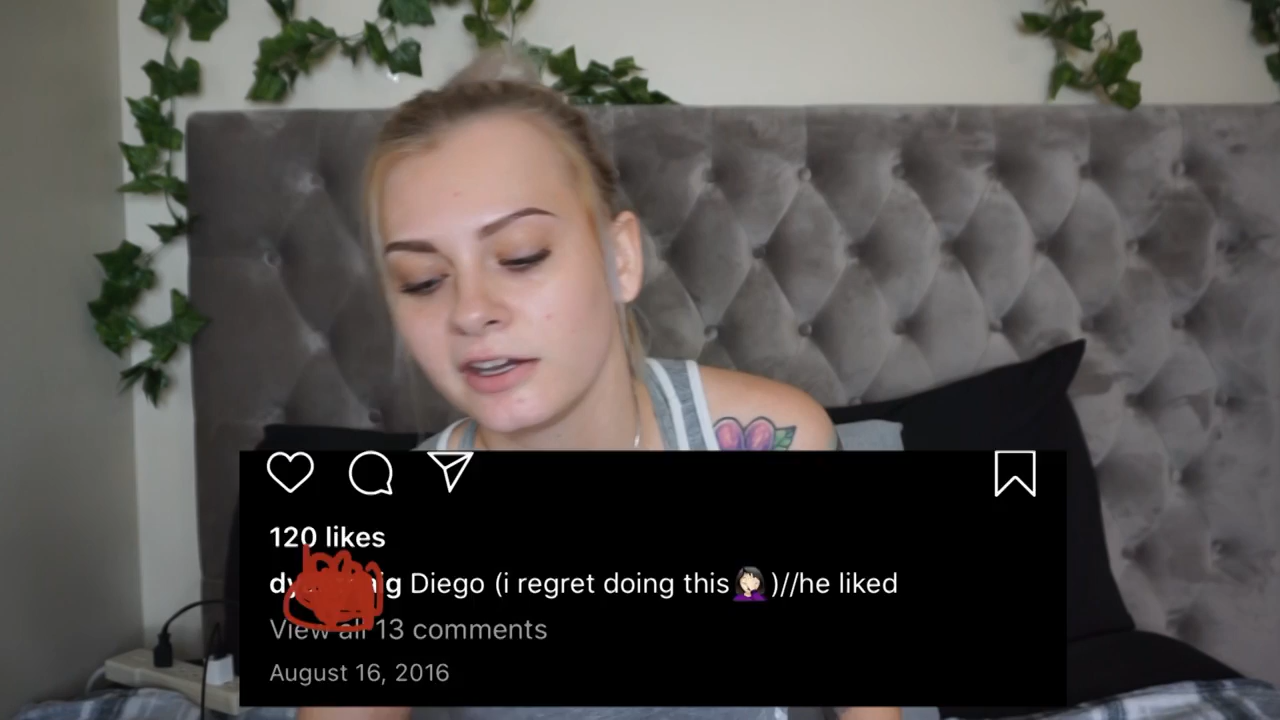 120 likes
Diego (i regret doing this🤦🏻‍♀️)//he liked
View all 13 comments
August 16, 2016